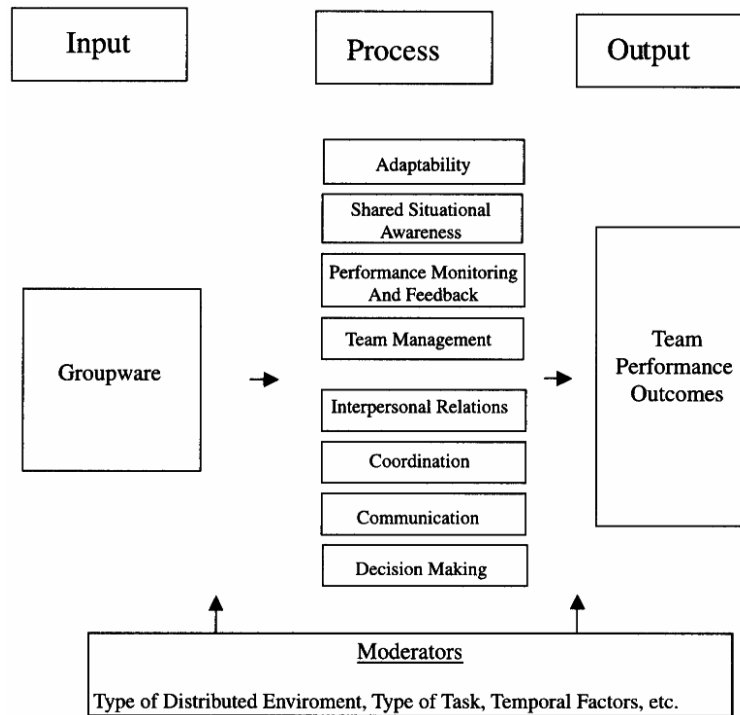 Input
Process
Output
Adaptability
Shared Situational
Awareness
Performance Monitoring
And Feedback
Team Management
Interpersonal Relations
Coordination
Communication
Decision Making
Groupware
Team
Performance
Outcomes
Moderators
Type of Distributed Enviroment, Type of Task, Temporal Factors, etc.